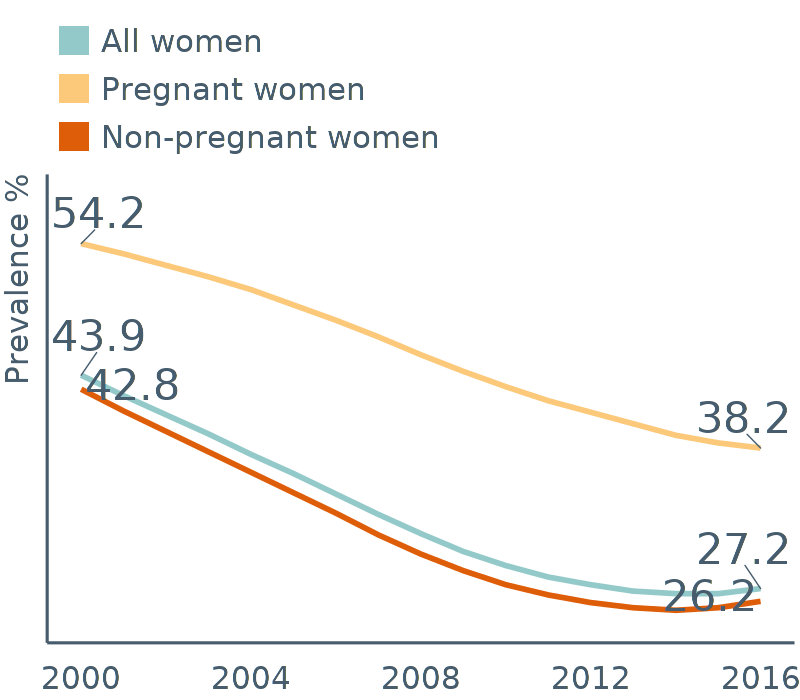 All women
Pregnant women
Non-pregnant women
Prevalence %
54.2
43.9
42.8
38.2
27.2
26.2
2000 2004 2008 2012 2016